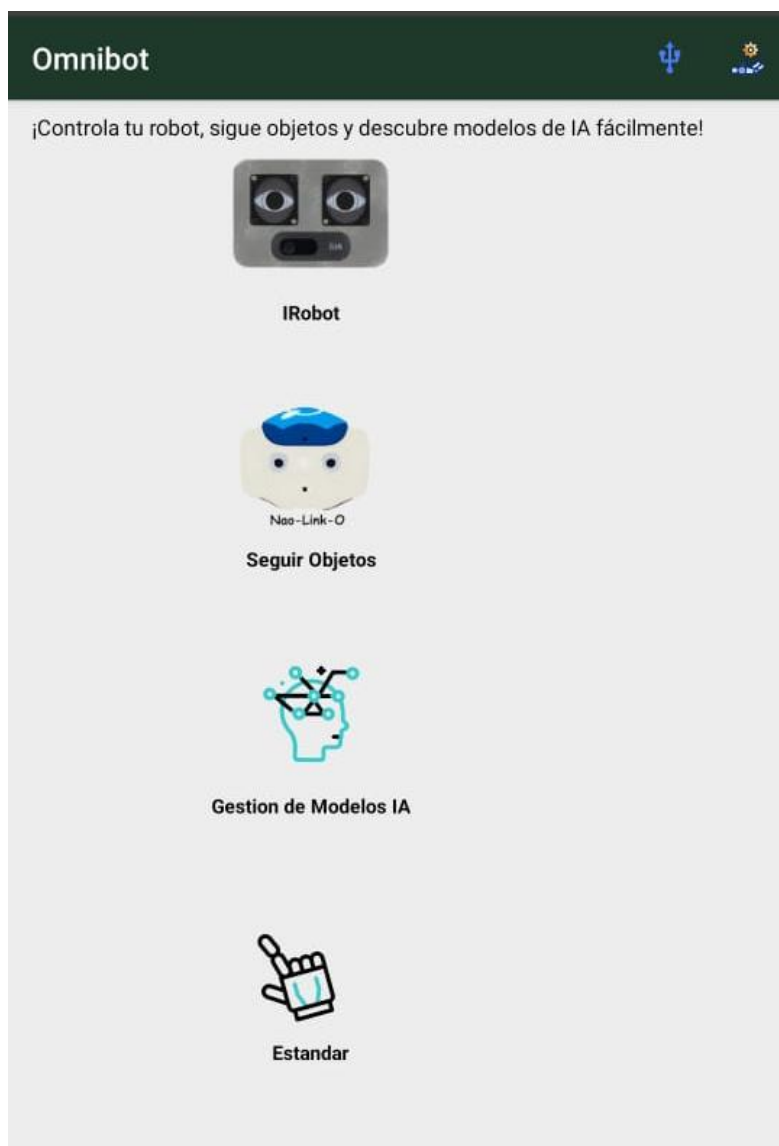 Omnibot
¡Controla tu robot, sigue objetos y descubre modelos de IA fácilmente!
IRobot
Nao-Link-O
Seguir Objetos
Gestion de Modelos IA
Estandar